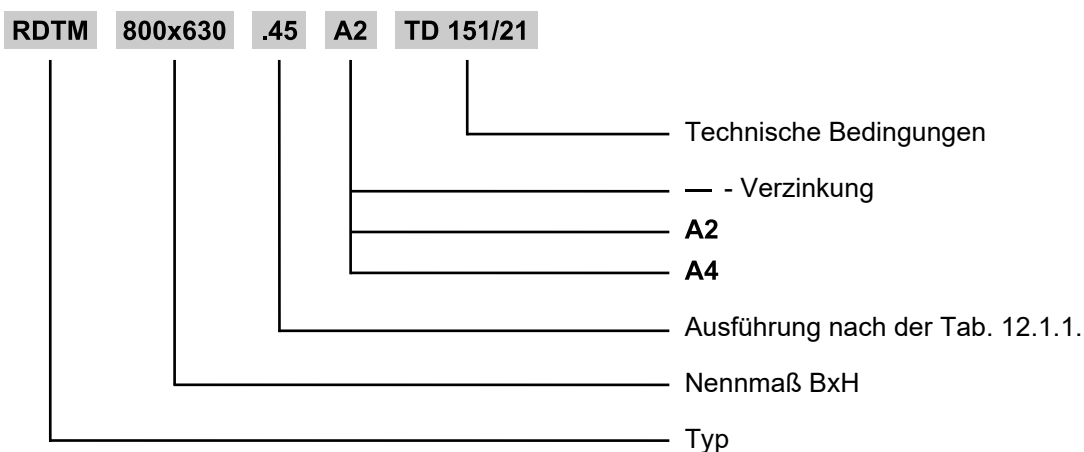 RDTM 800x630 .45 A2 TD 151/21
Technische Bedingungen
— - Verzinkung
A2
A4
Ausführung nach der Tab. 12.1.1.
Nennmaß BxH
Typ